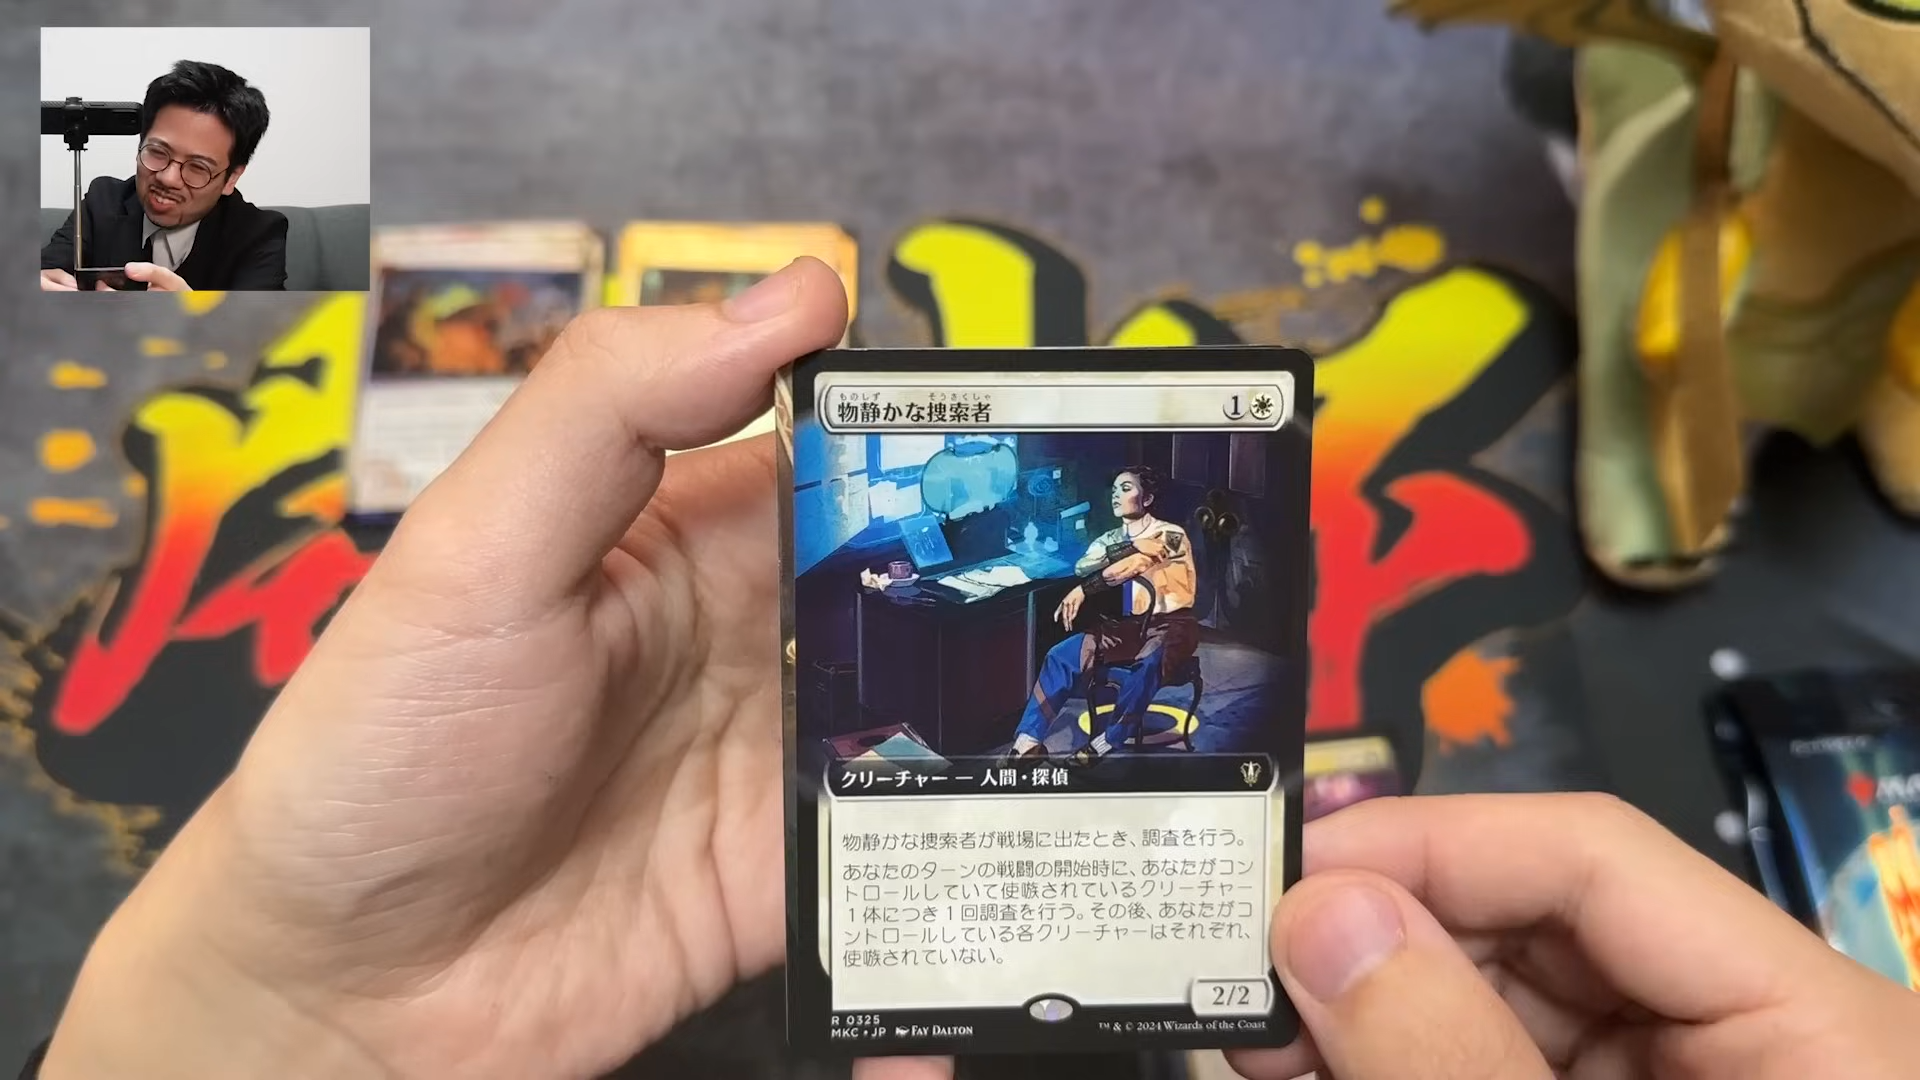 ものしず そうさくしゃ
物静かな捜索者 1
クリーチャー — 人間・探偵
物静かな捜索者が戦場に出たとき、調査を行う。
あなたのターンの戦闘の開始時に、あなたがコン
トロールしていて使嗾されているクリーチャー
1体につき1回調査を行う。その後、あなたがコ
ントロールしている各クリーチャーはそれぞれ、
使嗾されていない。
2/2
R 0325
MKC • JP FAY DALTON
™ & © 2024 Wizards of the Coast